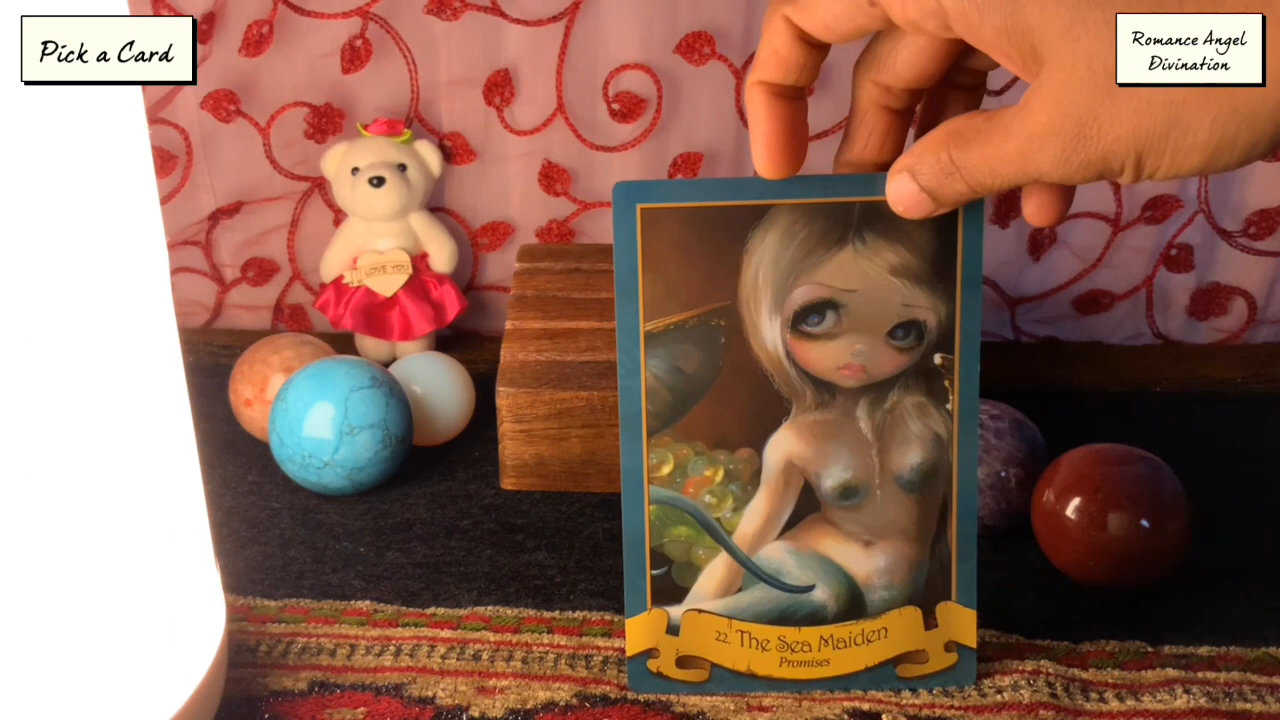 Pick a Card
Romance Angel
Divination
I LOVE YOU
22. The Sea Maiden
Promises